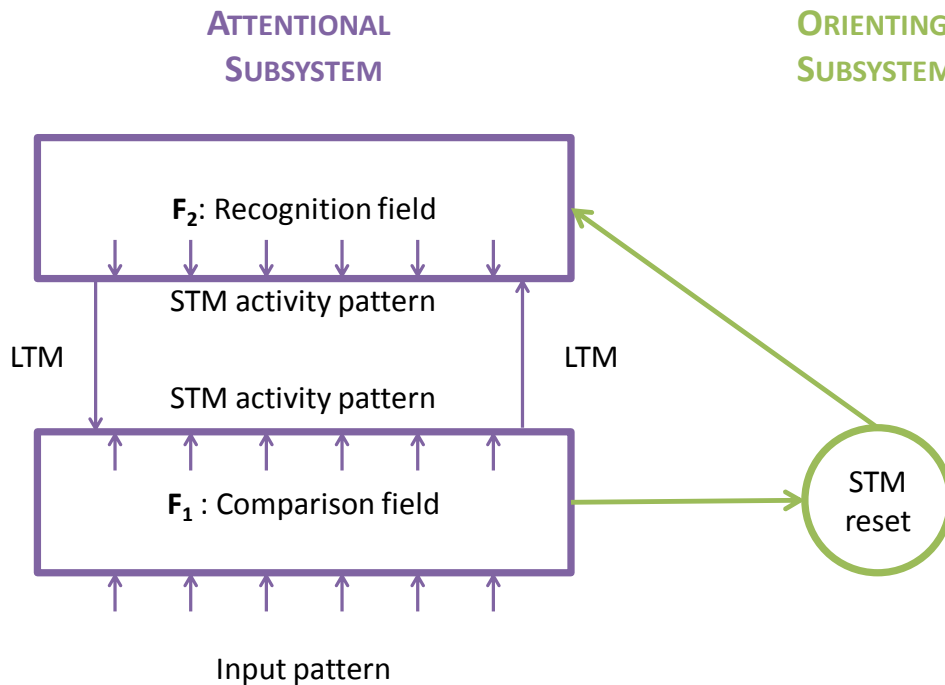 ATTENTIONAL
SUBSYSTEM
ORIENTING
SUBSYSTEM
F₂: Recognition field
STM activity pattern
LTM
LTM
STM activity pattern
F₁ : Comparison field
STM
reset
Input pattern